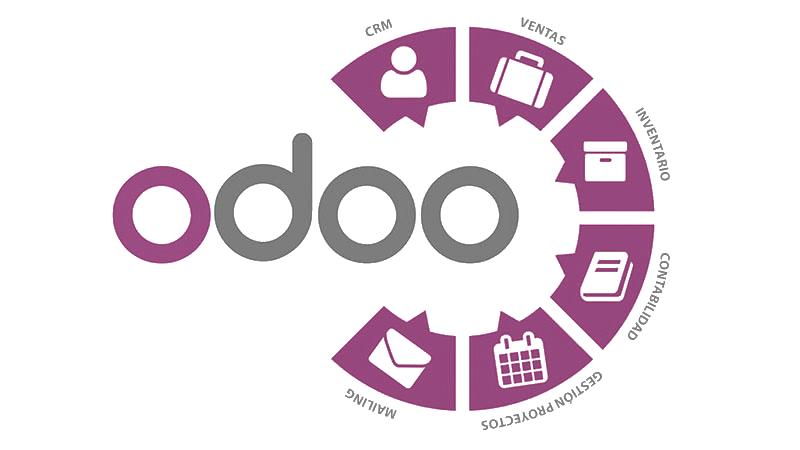 CRM
VENTAS
INVENTARIO
CONTABILIDAD
GESTIÓN PROYECTOS
MAILING
odoo